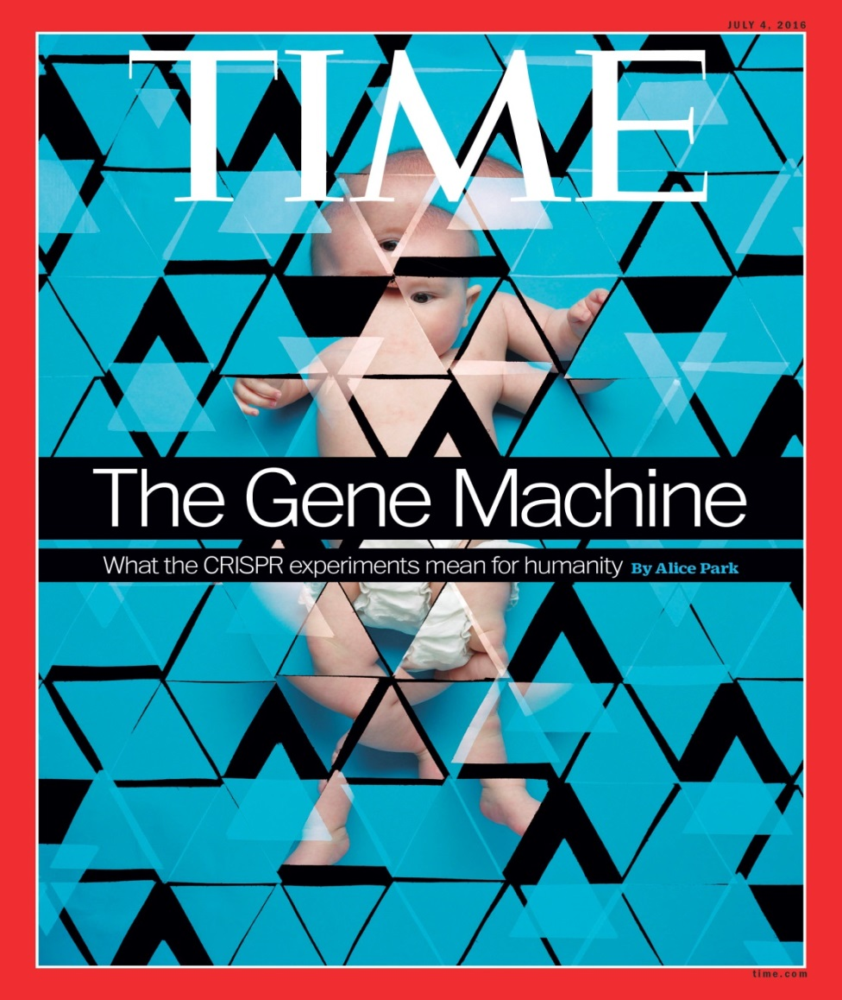 JULY 4, 2016
TIME
The Gene Machine
What the CRISPR experiments mean for humanity By Alice Park
time.com